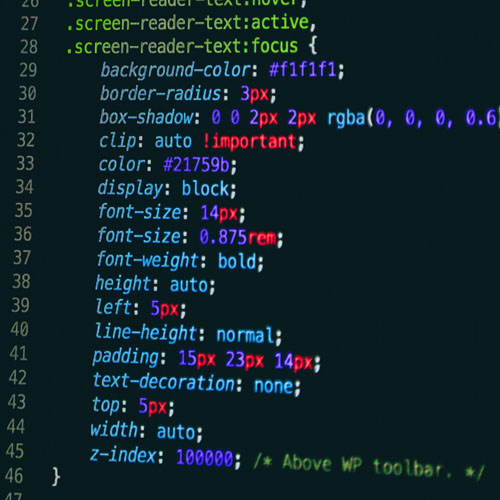 26 .screen-reader-text:hover,
27 .screen-reader-text:active,
28 .screen-reader-text:focus {
29 background-color: #f1f1f1;
30 border-radius: 3px;
31 box-shadow: 0 0 2px 2px rgba(0, 0, 0, 0.6
32 clip: auto !important;
33 color: #21759b;
34 display: block;
35 font-size: 14px;
36 font-size: 0.875rem;
37 font-weight: bold;
38 height: auto;
39 left: 5px;
40 line-height: normal;
41 padding: 15px 23px 14px;
42 text-decoration: none;
43 top: 5px;
44 width: auto;
45 z-index: 100000; /* Above WP toolbar. */
46 }
47